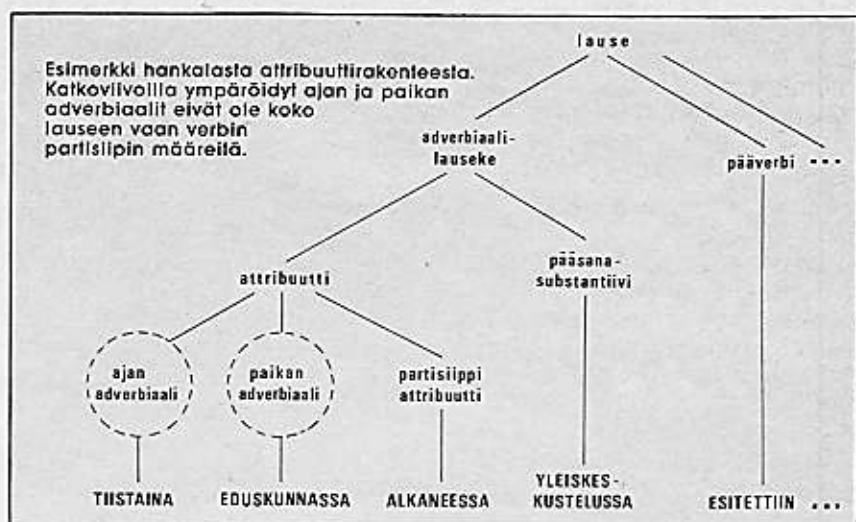 Esimerkki hankalasta attribuuttirakenteesta.
Katkoviivoilla ympäröidyt ajan ja paikan
adverbiaalit eivät ole koko
lauseen vaan verbin
partisiipin määreitä.
lause
adverbiaali-
lauseke
pääverbi ...
attribuutti
pääsana-
substantiivi
ajan
adverbiaali
paikan
adverbiaali
partisiippi
attribuutti
TIISTAINA EDUSKUNNASSA ALKANEESSA YLEISKES-
KUSTELUSSA ESITETTIIN ...